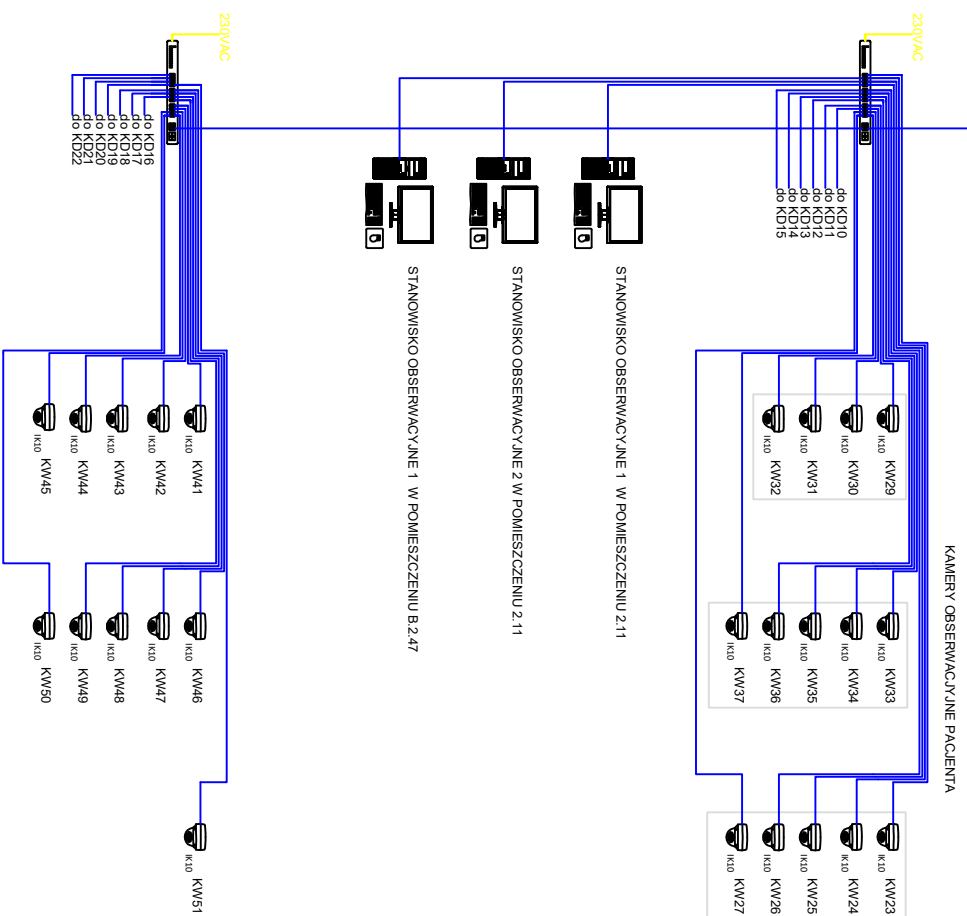 230VAC
230VAC
do KD16
do KD17
do KD18
do KD19
do KD20
do KD21
do KD22
do KD10
do KD11
do KD12
do KD13
do KD14
do KD15
STANOWISKO OBSERWACYJNE 1 W POMIESZCZENIU 2.11
STANOWISKO OBSERWACYJNE 2 W POMIESZCZENIU 2.11
STANOWISKO OBSERWACYJNE 1 W POMIESZCZENIU B.2.47
KAMERY OBSERWACYJNE PACJENTA
IK10 KW29
IK10 KW30
IK10 KW31
IK10 KW32
IK10 KW33
IK10 KW34
IK10 KW35
IK10 KW36
IK10 KW37
IK10 KW23
IK10 KW24
IK10 KW25
IK10 KW26
IK10 KW27
IK10 KW41
IK10 KW42
IK10 KW43
IK10 KW44
IK10 KW45
IK10 KW46
IK10 KW47
IK10 KW48
IK10 KW49
IK10 KW50
IK10 KW51